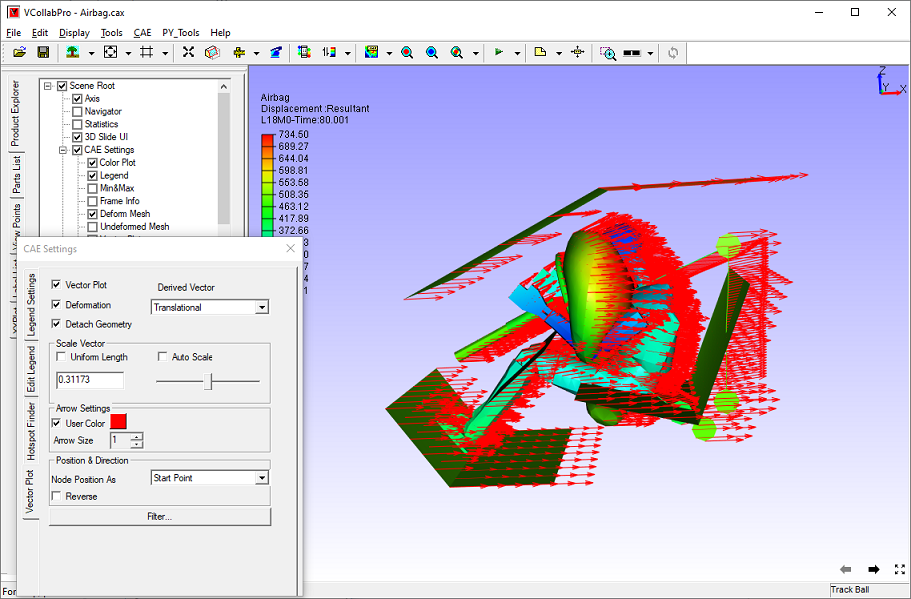 VCollabPro - Airbag.cax
File Edit Display Tools CAE PY_Tools Help
Product Explorer
Parts List
View Points
Scene Root
Axis
Navigator
Statistics
3D Slide UI
CAE Settings
Color Plot
Legend
Min&Max
Frame Info
Deform Mesh
Undeformed Mesh
Airbag
Displacement :Resultant
L18M0-Time:80.001
734.50
689.27
644.04
598.81
553.58
508.36
463.12
417.89
372.66
Z
Y
X
CAE Settings
Legend Settings
Edit Legend
Hotspot Finder
Vector Plot
Vector Plot
Derived Vector
Deformation
Translational
Detach Geometry
Scale Vector
Uniform Length
Auto Scale
0.31173
Arrow Settings
User Color
Arrow Size
1
Position & Direction
Node Position As
Start Point
Reverse
Filter...
For
Track Ball